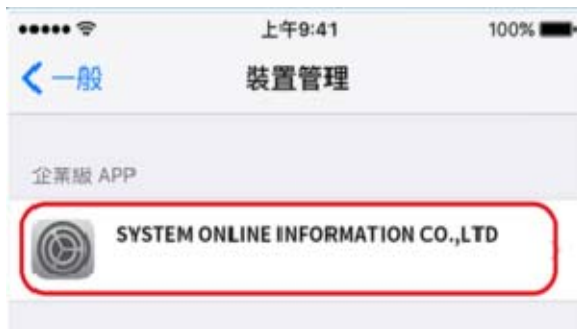 上午9:41 100%
一般 裝置管理
企業級 APP
SYSTEM ONLINE INFORMATION CO.,LTD